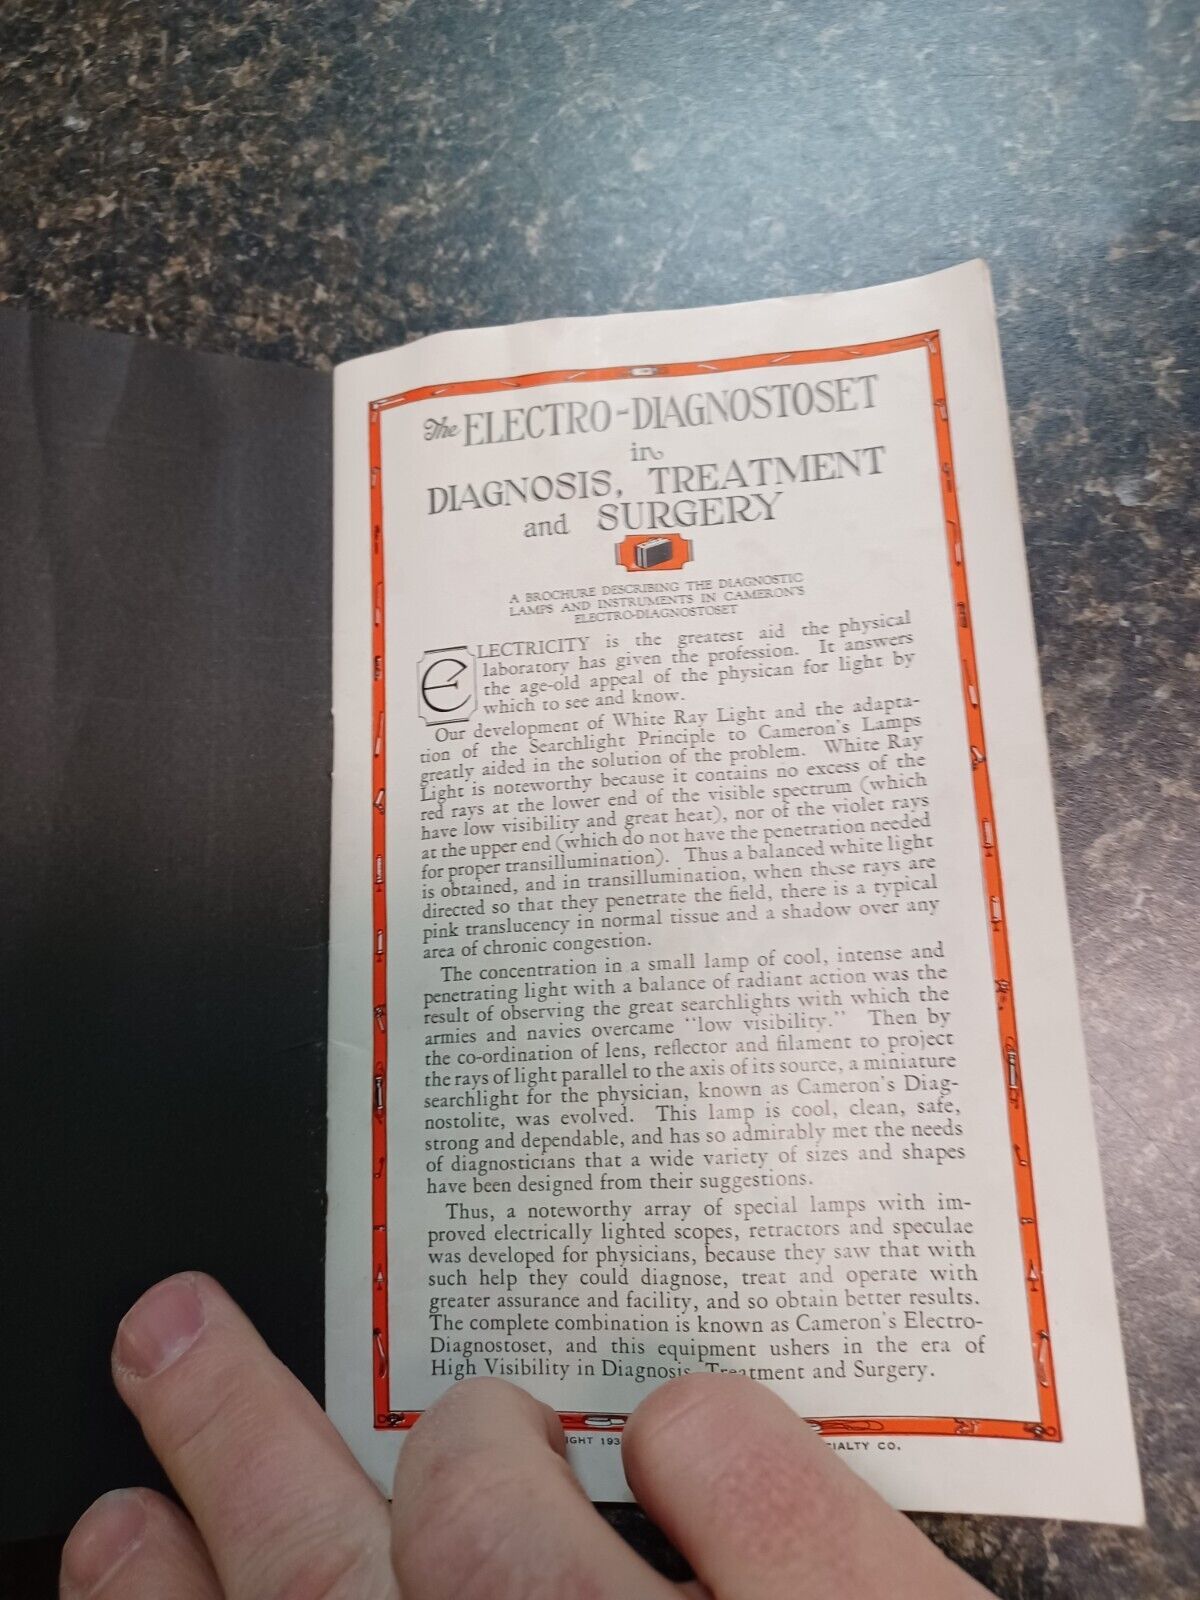 The ELECTRO-DIAGNOSTOSET
in
DIAGNOSIS, TREATMENT
and SURGERY
A BROCHURE DESCRIBING THE DIAGNOSTIC
LAMPS AND INSTRUMENTS IN CAMERON'S
ELECTRO-DIAGNOSTOSET
ELECTRICITY is the greatest aid the physical
laboratory has given the profession. It answers
the age-old appeal of the physican for light by
which to see and know.
Our development of White Ray Light and the adapta-
tion of the Searchlight Principle to Cameron's Lamps
greatly aided in the solution of the problem. White Ray
Light is noteworthy because it contains no excess of the
red rays at the lower end of the visible spectrum (which
have low visibility and great heat), nor of the violet rays
at the upper end (which do not have the penetration needed
for proper transillumination). Thus a balanced white light
is obtained, and in transillumination, when these rays are
directed so that they penetrate the field, there is a typical
pink translucency in normal tissue and a shadow over any
area of chronic congestion.
The concentration in a small lamp of cool, intense and
penetrating light with a balance of radiant action was the
result of observing the great searchlights with which the
armies and navies overcame "low visibility." Then by
the co-ordination of lens, reflector and filament to project
the rays of light parallel to the axis of its source, a miniature
searchlight for the physician, known as Cameron's Diag-
nostolite, was evolved. This lamp is cool, clean, safe,
strong and dependable, and has so admirably met the needs
of diagnosticians that a wide variety of sizes and shapes
have been designed from their suggestions.
Thus, a noteworthy array of special lamps with im-
proved electrically lighted scopes, retractors and speculae
was developed for physicians, because they saw that with
such help they could diagnose, treat and operate with
greater assurance and facility, and so obtain better results.
The complete combination is known as Cameron's Electro-
Diagnostoset, and this equipment ushers in the era of
High Visibility in Diagnosis, Treatment and Surgery.
IGHT 193 IALTY CO.